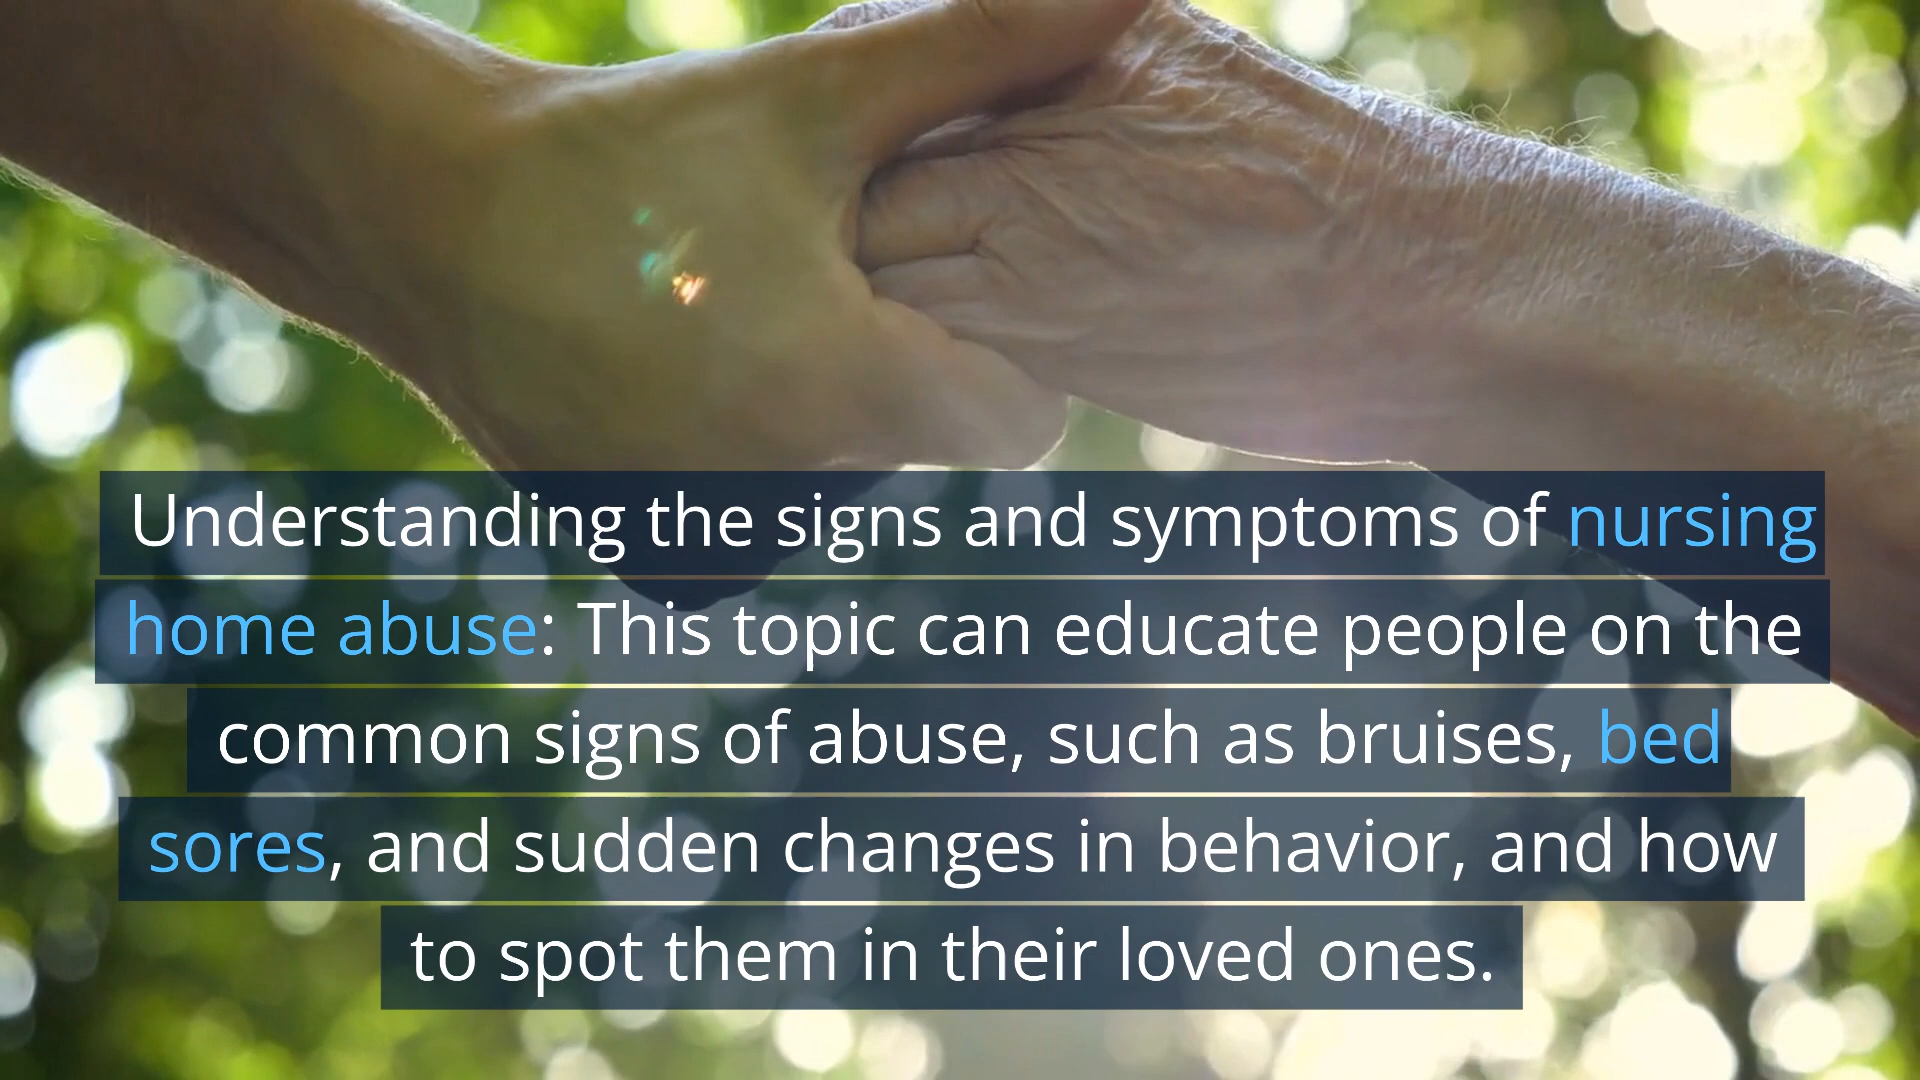 Understanding the signs and symptoms of nursing
home abuse: This topic can educate people on the
common signs of abuse, such as bruises, bed
sores, and sudden changes in behavior, and how
to spot them in their loved ones.